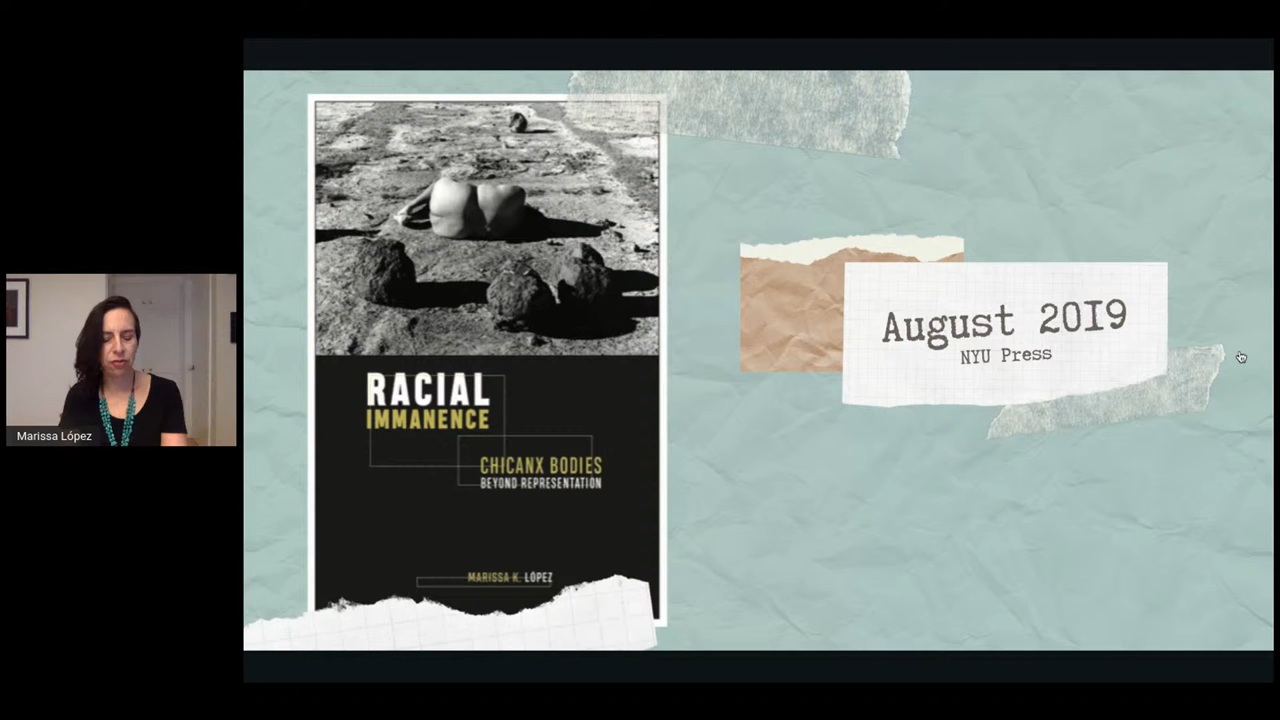 Marissa López
RACIAL
IMMANENCE
CHICANX BODIES
BEYOND REPRESENTATION
MARISSA K. LÓPEZ
August 2019
NYU Press